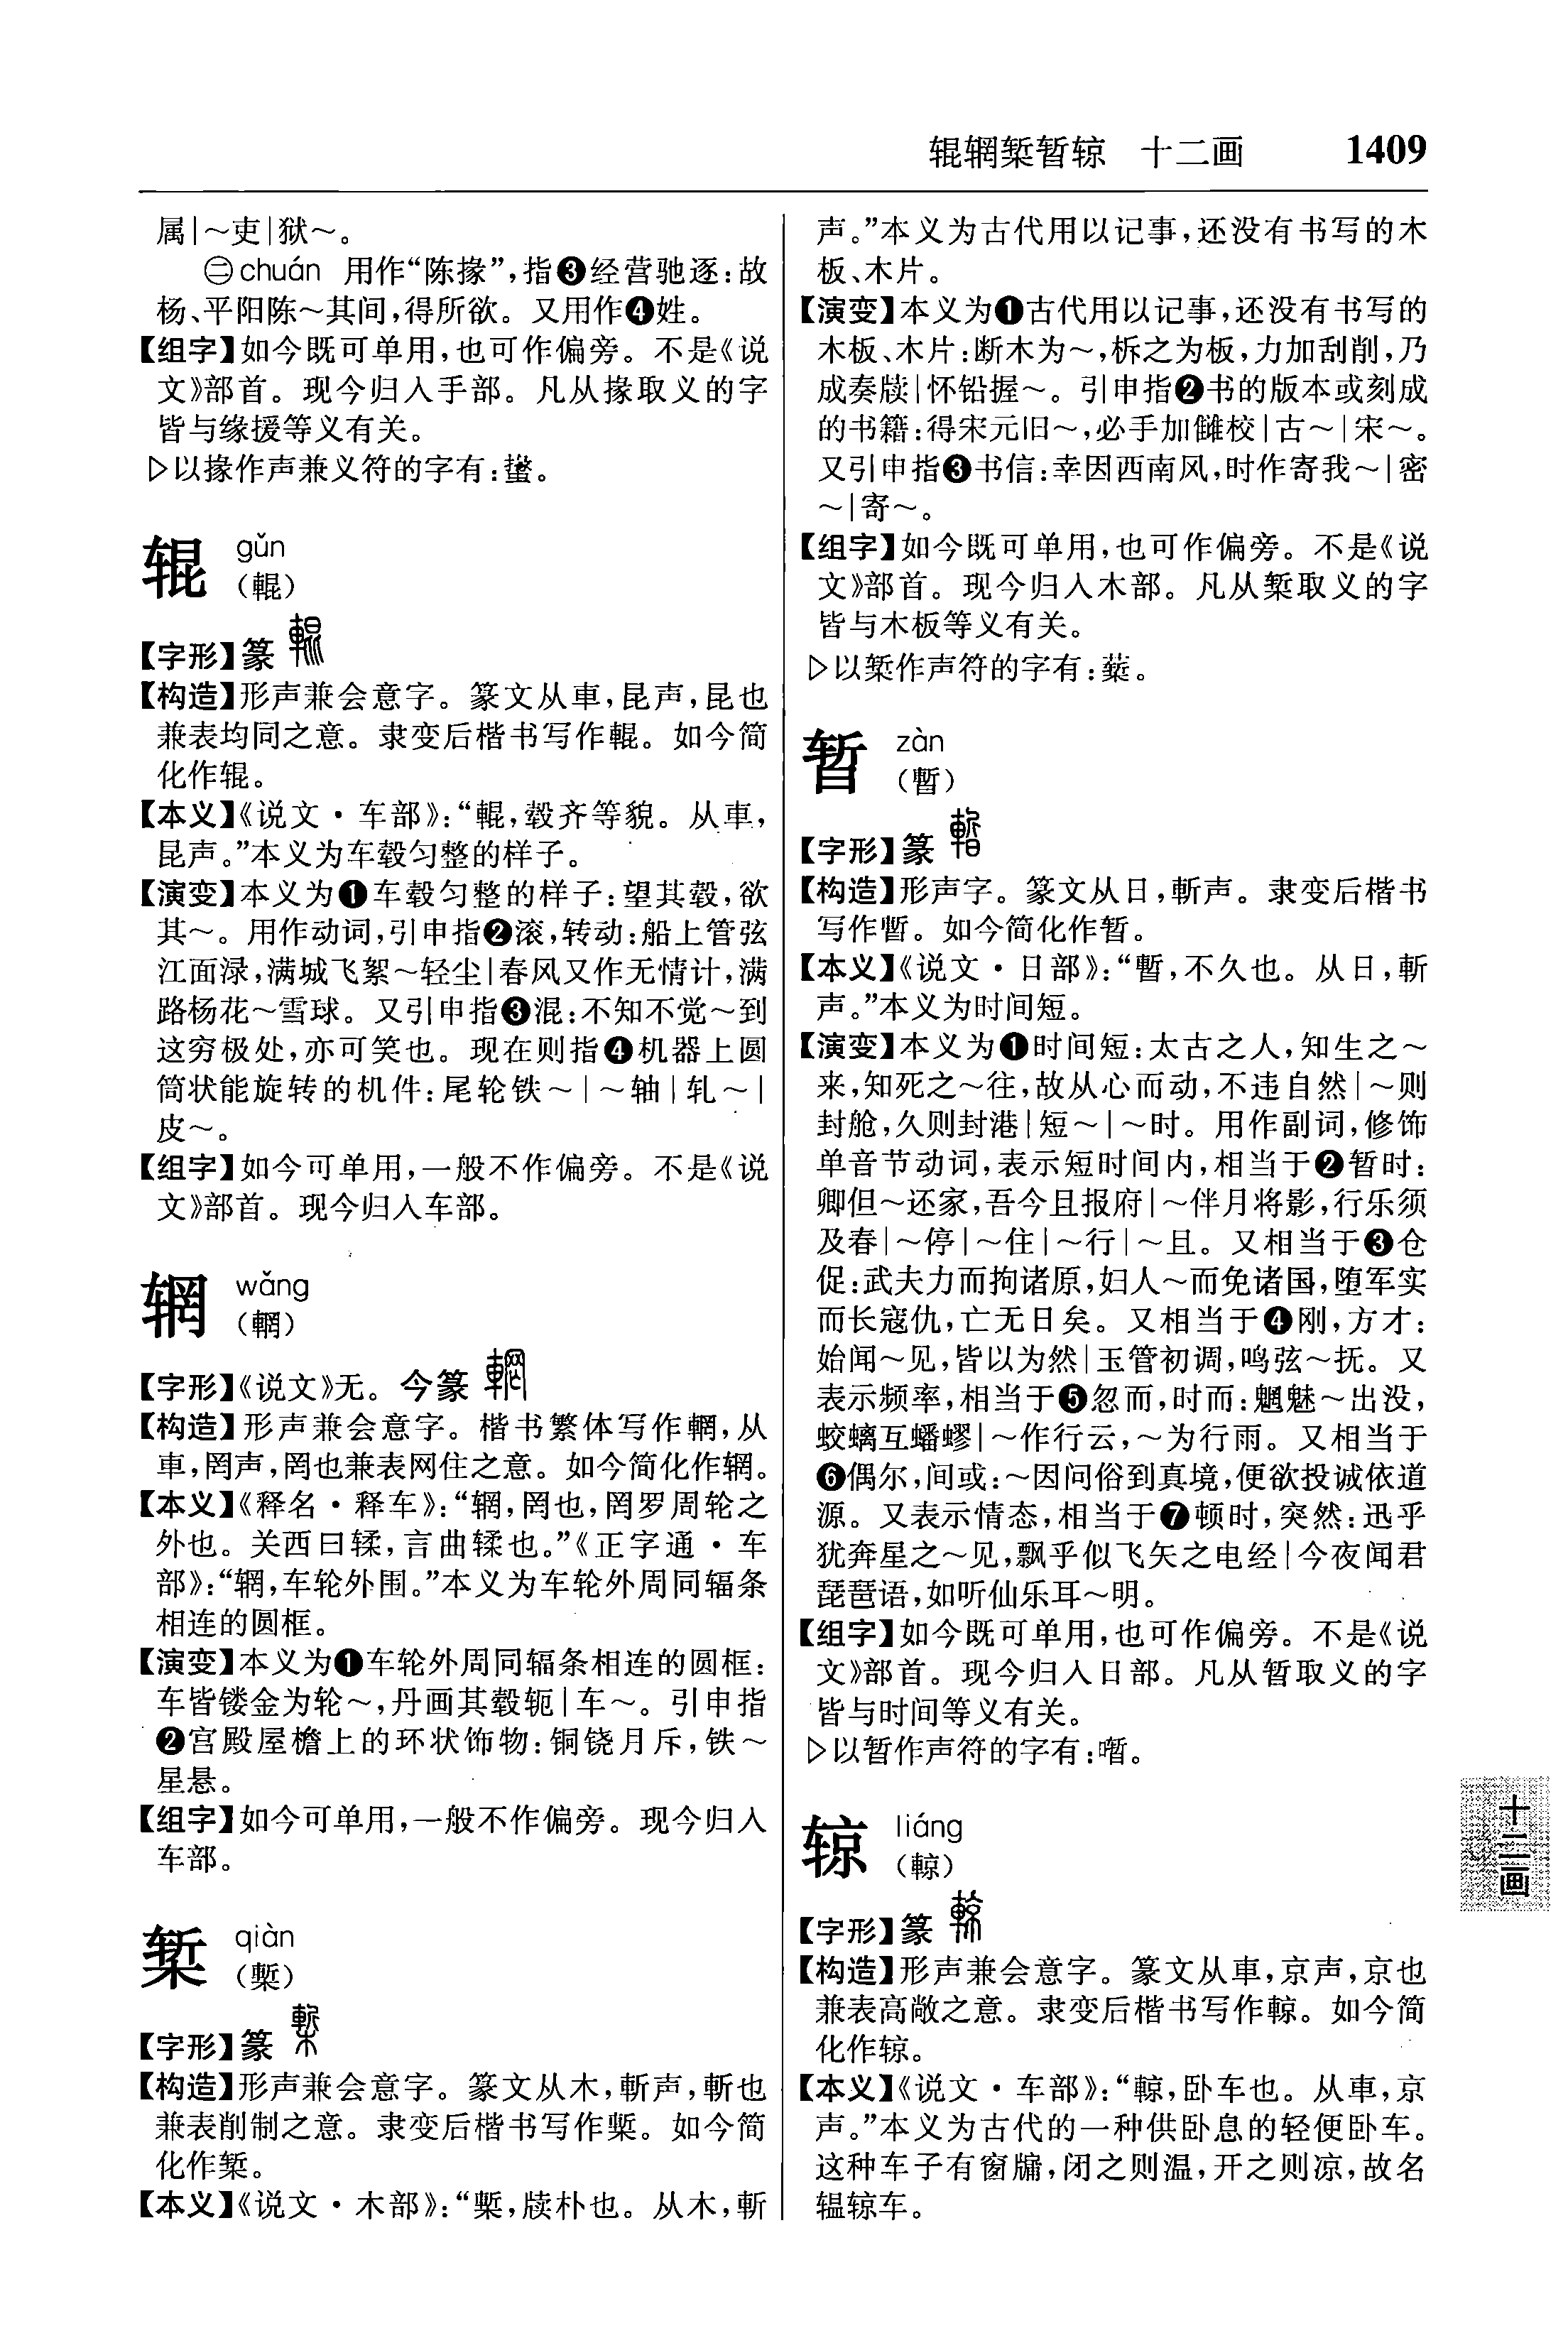 辊辋椠暂辌　十二画　1409
属|～吏|狱～。
㊁chuán 用作“陈掾”，指❸经营驰逐：故
杨、平阳陈～其间，得所欲。又用作❹姓。
【组字】如今既可单用，也可作偏旁。不是《说
文》部首。现今归入手部。凡从掾取义的字
皆与缘援等义有关。
▷以掾作声兼义符的字有：。
辊 gǔn
（輥）
【字形】篆
【构造】形声兼会意字。篆文从車，昆声，昆也
兼表均同之意。隶变后楷书写作輥。如今简
化作辊。
【本义】《说文·车部》：“輥，毂齐等貌。从車，
昆声。”本义为车毂匀整的样子。
【演变】本义为❶车毂匀整的样子：望其毂，欲
其～。用作动词，引申指❷滚，转动：船上管弦
江面渌，满城飞絮～轻尘|春风又作无情计，满
路杨花～雪球。又引申指❸混：不知不觉～到
这穷极处，亦可笑也。现在则指❹机器上圆
筒状能旋转的机件：尾轮铁～|～轴|轧～|
皮～。
【组字】如今可单用，一般不作偏旁。不是《说
文》部首。现今归入车部。
辋 wǎng
（輞）
【字形】《说文》无。今篆
【构造】形声兼会意字。楷书繁体写作輞，从
車，罔声，罔也兼表网住之意。如今简化作辋。
【本义】《释名·释车》：“辋，罔也，罔罗周轮之
外也。关西曰𫐓，言曲𫐓也。”《正字通·车
部》：“辋，车轮外围。”本义为车轮外周同辐条
相连的圆框。
【演变】本义为❶车轮外周同辐条相连的圆框：
车皆镂金为轮～，丹画其毂轭|车～。引申指
❷宫殿屋檐上的环状饰物：铜铙月斥，铁～
星悬。
【组字】如今可单用，一般不作偏旁。现今归入
车部。
椠 qiàn
（槧）
【字形】篆
【构造】形声兼会意字。篆文从木，斬声，斬也
兼表削制之意。隶变后楷书写作槧。如今简
化作椠。
【本义】《说文·木部》：“槧，牍朴也。从木，斬
声。”本义为古代用以记事，还没有书写的木
板、木片。
【演变】本义为❶古代用以记事，还没有书写的
木板、木片：断木为～，柝之为板，力加刮削，乃
成奏牍|怀铅握～。引申指❷书的版本或刻成
的书籍：得宋元旧～，必手加雠校|古～|宋～。
又引申指❸书信：幸因西南风，时作寄我～|密
～|寄～。
【组字】如今既可单用，也可作偏旁。不是《说
文》部首。现今归入木部。凡从椠取义的字
皆与木板等义有关。
▷以椠作声符的字有：。
暂 zàn
（暫）
【字形】篆
【构造】形声字。篆文从日，斬声。隶变后楷书
写作暫。如今简化作暂。
【本义】《说文·日部》：“暫，不久也。从日，斬
声。”本义为时间短。
【演变】本义为❶时间短：太古之人，知生之～
来，知死之～往，故从心而动，不违自然|～则
封舱，久则封港|短～|～时。用作副词，修饰
单音节动词，表示短时间内，相当于❷暂时：
卿但～还家，吾今且报府|～伴月将影，行乐须
及春|～停|～住|～行|～且。又相当于❸仓
促：武夫力而拘诸原，妇人～而免诸国，堕军实
而长寇仇，亡无日矣。又相当于❹刚，方才：
始闻～见，皆以为然|玉管初调，鸣弦～抚。又
表示频率，相当于❺忽而，时而：魍魅～出没，
蛟螭互蟠蟉|～作行云，～为行雨。又相当于
❻偶尔，间或：～因问俗到真境，便欲投诚依道
源。又表示情态，相当于❼顿时，突然：迅乎
犹奔星之～见，飘乎似飞矢之电经|今夜闻君
琵琶语，如听仙乐耳～明。
【组字】如今既可单用，也可作偏旁。不是《说
文》部首。现今归入日部。凡从暂取义的字
皆与时间等义有关。
▷以暂作声符的字有：。
辌 liáng
（輬）
【字形】篆
【构造】形声兼会意字。篆文从車，京声，京也
兼表高敞之意。隶变后楷书写作輬。如今简
化作辌。
【本义】《说文·车部》：“輬，卧车也。从車，京
声。”本义为古代的一种供卧息的轻便卧车。
这种车子有窗牖，闭之则温，开之则凉，故名
辒辌车。
十二画